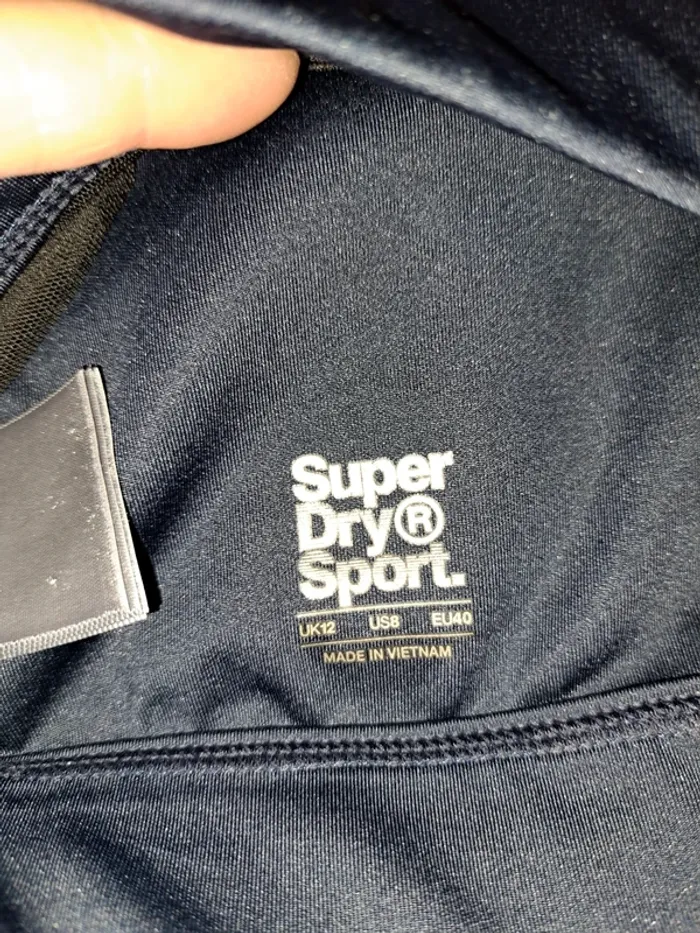 Super
Dry®
Sport.
UK12 US8 EU40
MADE IN VIETNAM